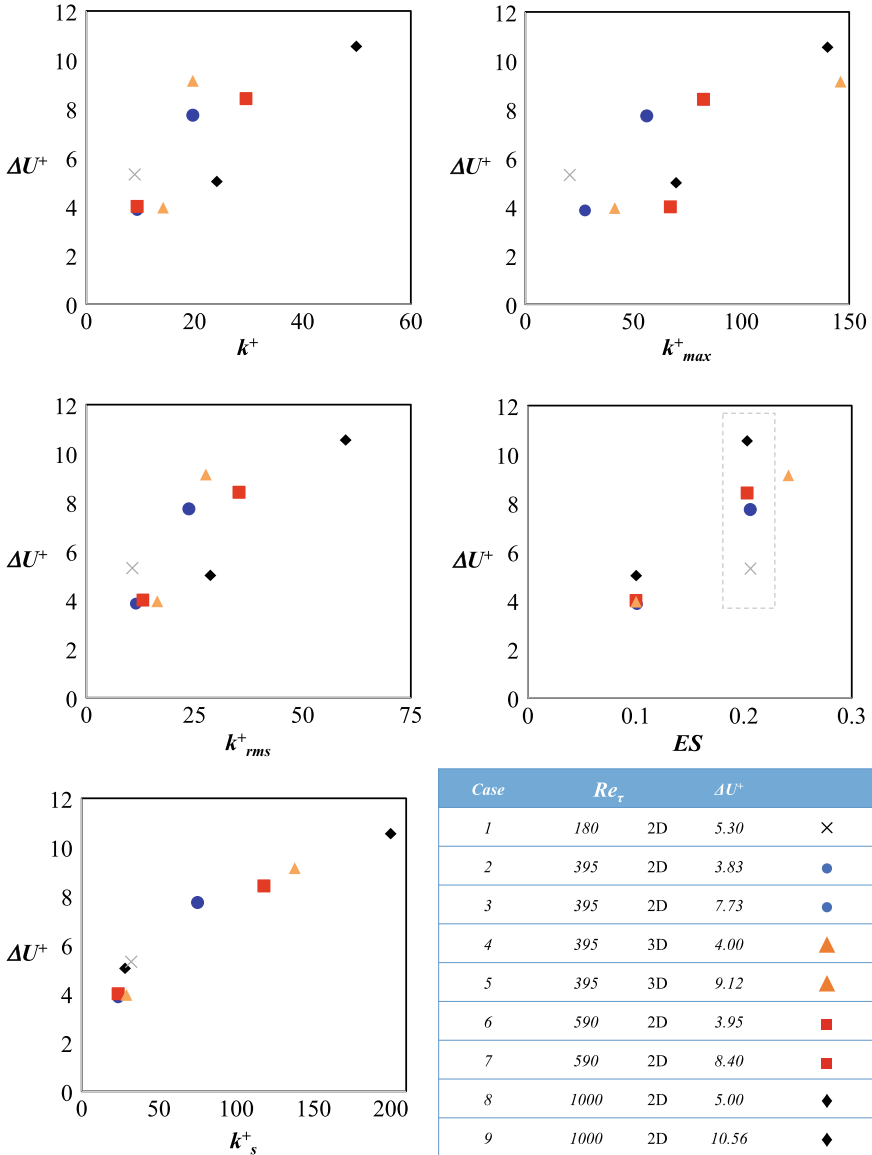 12
10
8
6
4
2
0
ΔU⁺
0 20 40 60
k⁺
12
10
8
6
4
2
0
ΔU⁺
0 50 100 150
k⁺max
12
10
8
6
4
2
0
ΔU⁺
0 25 50 75
k⁺rms
12
10
8
6
4
2
0
ΔU⁺
0 0.1 0.2 0.3
ES
12
10
8
6
4
2
0
ΔU⁺
0 50 100 150 200
k⁺s
Case Reτ ΔU⁺
1 180 2D 5.30
2 395 2D 3.83
3 395 2D 7.73
4 395 3D 4.00
5 395 3D 9.12
6 590 2D 3.95
7 590 2D 8.40
8 1000 2D 5.00
9 1000 2D 10.56